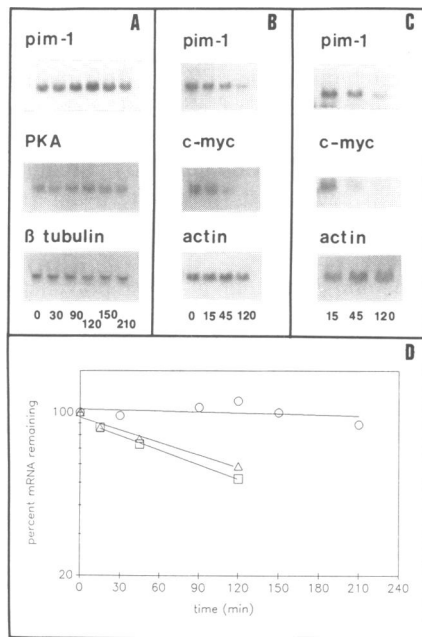 A
pim-1
PKA
ß tubulin
0 30 90 120 150 210
B
pim-1
c-myc
actin
0 15 45 120
C
pim-1
c-myc
actin
15 45 120
D
percent mRNA remaining
100
20
0 30 60 90 120 150 180 210 240
time (min)